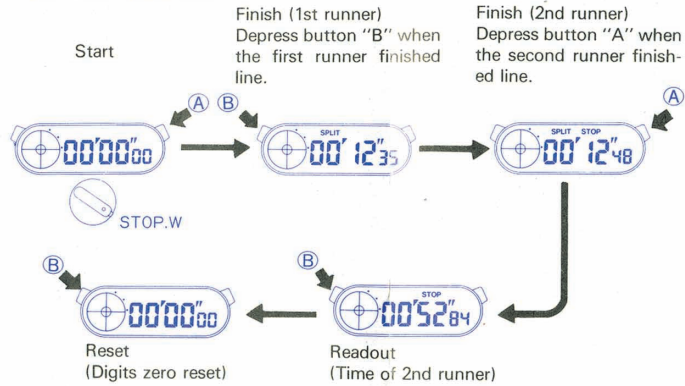 Start
Finish (1st runner)
Depress button "B" when
the first runner finished
line.
Finish (2nd runner)
Depress button "A" when
the second runner finish-
ed line.
A
B
A
00'00"00
SPLIT
00'12"35
SPLIT STOP
00'12"48
STOP.W
B
B
00'00"00
STOP
00'52"84
Reset
(Digits zero reset)
Readout
(Time of 2nd runner)